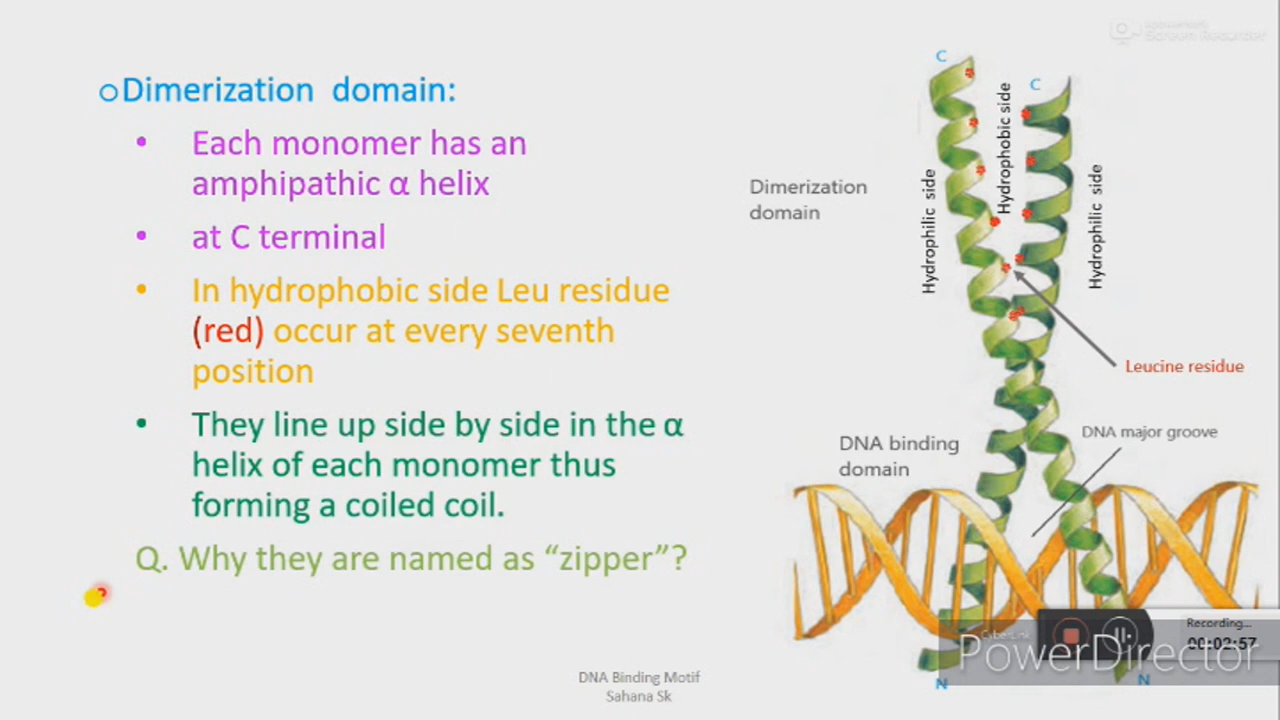 Screen Recorder
○Dimerization domain:
• Each monomer has an
amphipathic α helix
• at C terminal
• In hydrophobic side Leu residue
(red) occur at every seventh
position
• They line up side by side in the α
helix of each monomer thus
forming a coiled coil.
Q. Why they are named as “zipper”?
C
C
Hydrophobic side
Hydrophilic side
Hydrophilic side
Dimerization
domain
Leucine residue
DNA major groove
DNA binding
domain
Recording...
00:02:57
CyberLink
PowerDirector
N
N
DNA Binding Motif
Sahana Sk